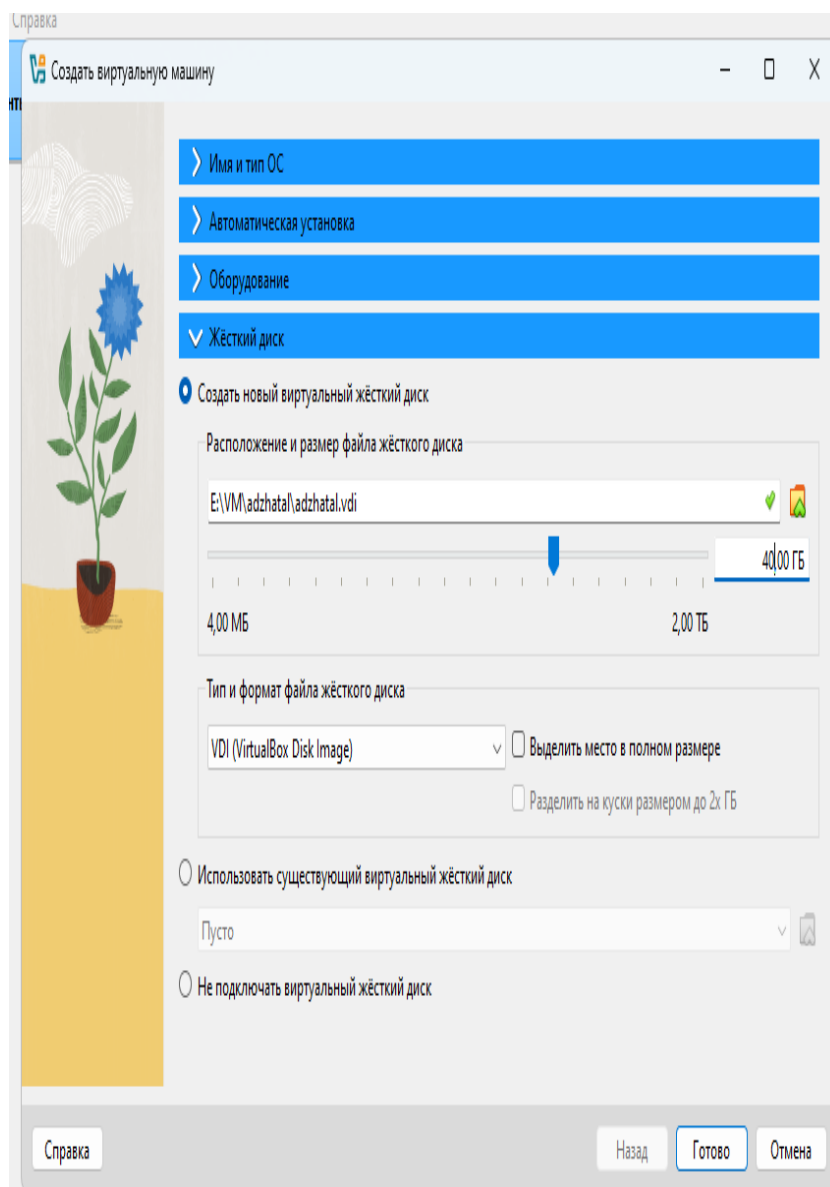 Справка
Создать виртуальную машину
Имя и тип ОС
Автоматическая установка
Оборудование
Жёсткий диск
Создать новый виртуальный жёсткий диск
Расположение и размер файла жёсткого диска
E:\VM\adzhatal\adzhatal.vdi
40,00 ГБ
4,00 МБ 2,00 ТБ
Тип и формат файла жёсткого диска
VDI (VirtualBox Disk Image) Выделить место в полном размере
Разделить на куски размером до 2х ГБ
Использовать существующий виртуальный жёсткий диск
Пусто
Не подключать виртуальный жёсткий диск
Справка Назад Готово Отмена